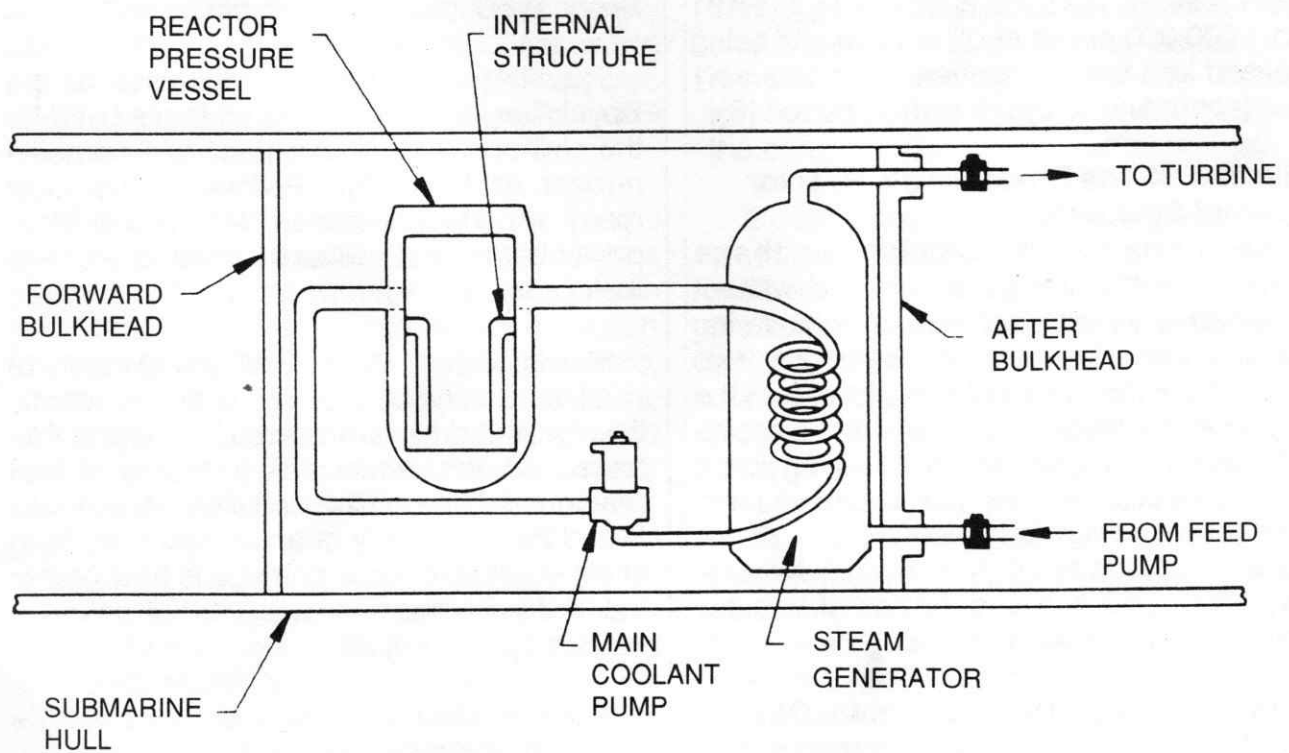 REACTOR
PRESSURE
VESSEL
INTERNAL
STRUCTURE
TO TURBINE
FORWARD
BULKHEAD
AFTER
BULKHEAD
FROM FEED
PUMP
MAIN
COOLANT
PUMP
STEAM
GENERATOR
SUBMARINE
HULL